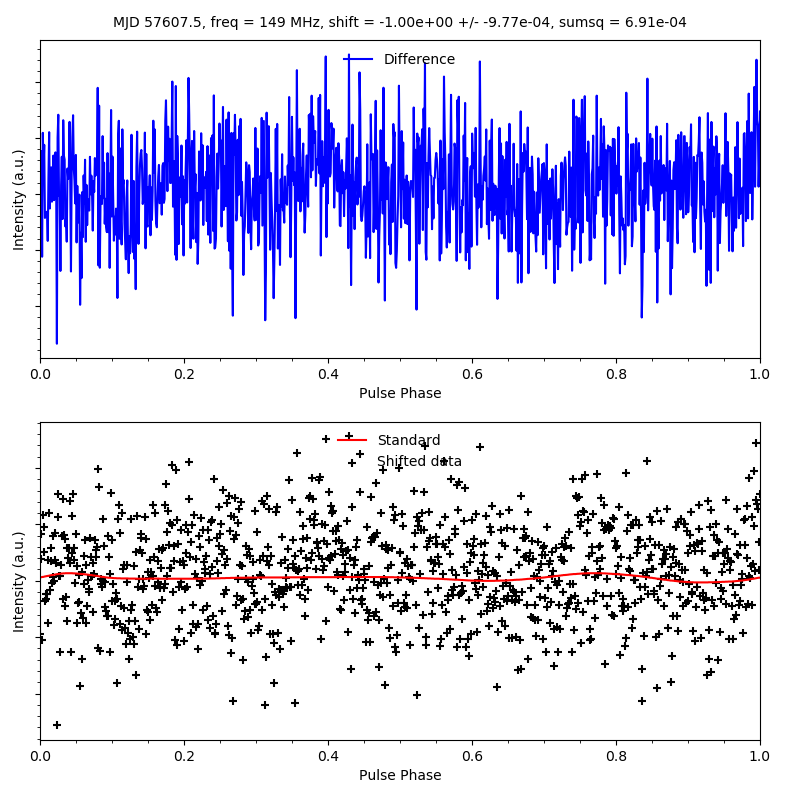 MJD 57607.5, freq = 149 MHz, shift = -1.00e+00 +/- -9.77e-04, sumsq = 6.91e-04
Difference
Intensity (a.u.)
0.0 0.2 0.4 0.6 0.8 1.0
Pulse Phase
Standard
Shifted data
Intensity (a.u.)
0.0 0.2 0.4 0.6 0.8 1.0
Pulse Phase